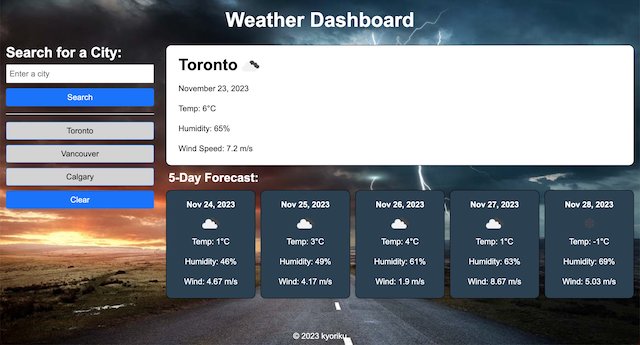 Weather Dashboard
Search for a City:
Enter a city
Search
Toronto
Vancouver
Calgary
Clear
Toronto
November 23, 2023
Temp: 6°C
Humidity: 65%
Wind Speed: 7.2 m/s
5-Day Forecast:
Nov 24, 2023
Temp: 1°C
Humidity: 46%
Wind: 4.67 m/s
Nov 25, 2023
Temp: 3°C
Humidity: 49%
Wind: 4.17 m/s
Nov 26, 2023
Temp: 4°C
Humidity: 61%
Wind: 1.9 m/s
Nov 27, 2023
Temp: 1°C
Humidity: 63%
Wind: 8.67 m/s
Nov 28, 2023
Temp: -1°C
Humidity: 69%
Wind: 5.03 m/s
© 2023 kyoriku